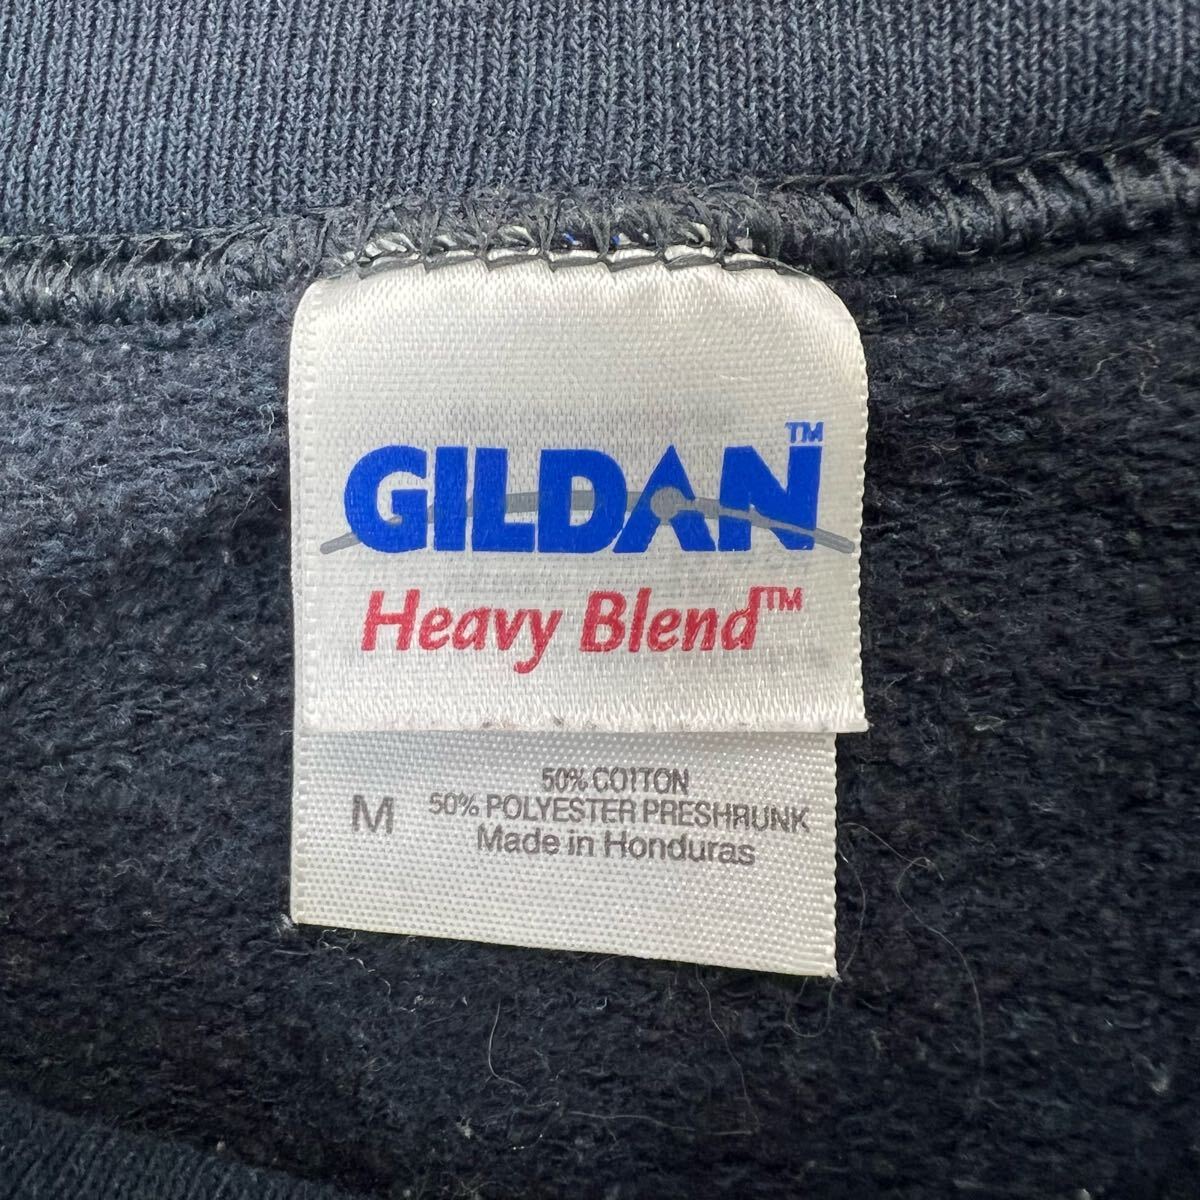 GILDAN™
Heavy Blend™
50% COTTON
M 50% POLYESTER PRESHRUNK
Made in Honduras